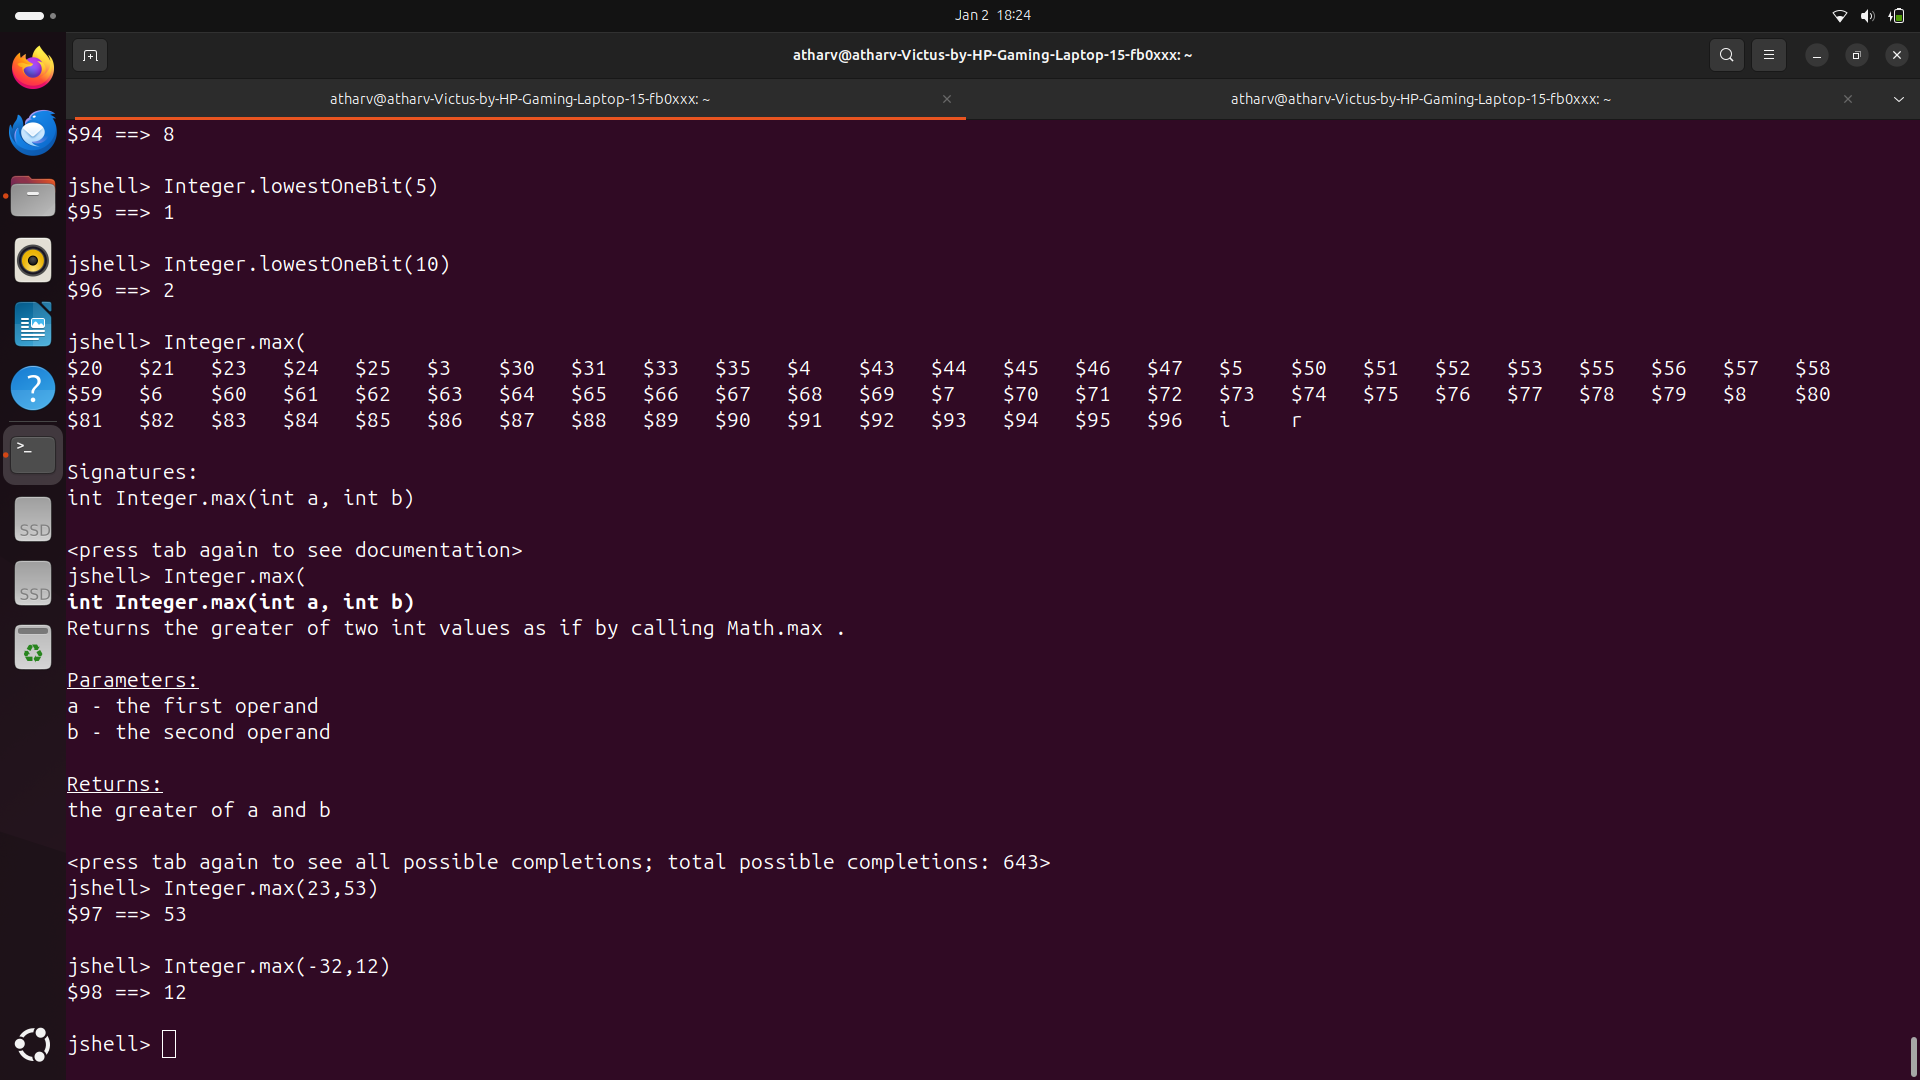 Jan 2 18:24
atharv@atharv-Victus-by-HP-Gaming-Laptop-15-fb0xxx: ~
atharv@atharv-Victus-by-HP-Gaming-Laptop-15-fb0xxx: ~
atharv@atharv-Victus-by-HP-Gaming-Laptop-15-fb0xxx: ~
$94 ==> 8
jshell> Integer.lowestOneBit(5)
$95 ==> 1
jshell> Integer.lowestOneBit(10)
$96 ==> 2
jshell> Integer.max(
$20 $21 $23 $24 $25 $3 $30 $31 $33 $35 $4 $43 $44 $45 $46 $47 $5 $50 $51 $52 $53 $55 $56 $57 $58
$59 $6 $60 $61 $62 $63 $64 $65 $66 $67 $68 $69 $7 $70 $71 $72 $73 $74 $75 $76 $77 $78 $79 $8 $80
$81 $82 $83 $84 $85 $86 $87 $88 $89 $90 $91 $92 $93 $94 $95 $96 i r
Signatures:
int Integer.max(int a, int b)
<press tab again to see documentation>
jshell> Integer.max(
int Integer.max(int a, int b)
Returns the greater of two int values as if by calling Math.max .
Parameters:
a - the first operand
b - the second operand
Returns:
the greater of a and b
<press tab again to see all possible completions; total possible completions: 643>
jshell> Integer.max(23,53)
$97 ==> 53
jshell> Integer.max(-32,12)
$98 ==> 12
jshell>
SSD
SSD